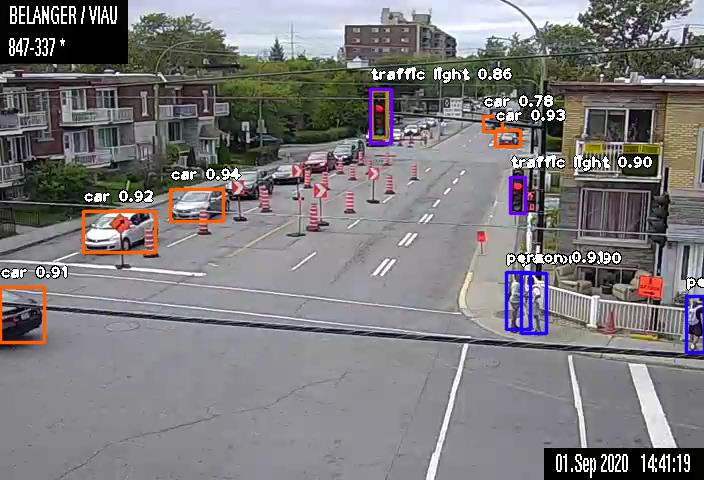 BELANGER / VIAU
847-337 *
traffic light 0.86
car 0.78
car 0.93
traffic light 0.90
car 0.94
car 0.92
person 0.91
90
car 0.91
pe
01.Sep 2020 14:41:19